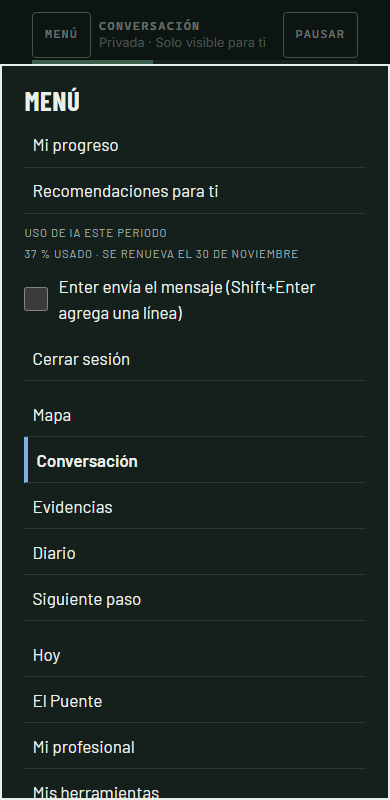 MENÚ
CONVERSACIÓN
Privada · Solo visible para ti
PAUSAR
MENÚ
Mi progreso
Recomendaciones para ti
USO DE IA ESTE PERIODO
37 % USADO · SE RENUEVA EL 30 DE NOVIEMBRE
Enter envía el mensaje (Shift+Enter
agrega una línea)
Cerrar sesión
Mapa
Conversación
Evidencias
Diario
Siguiente paso
Hoy
El Puente
Mi profesional
Mis herramientas